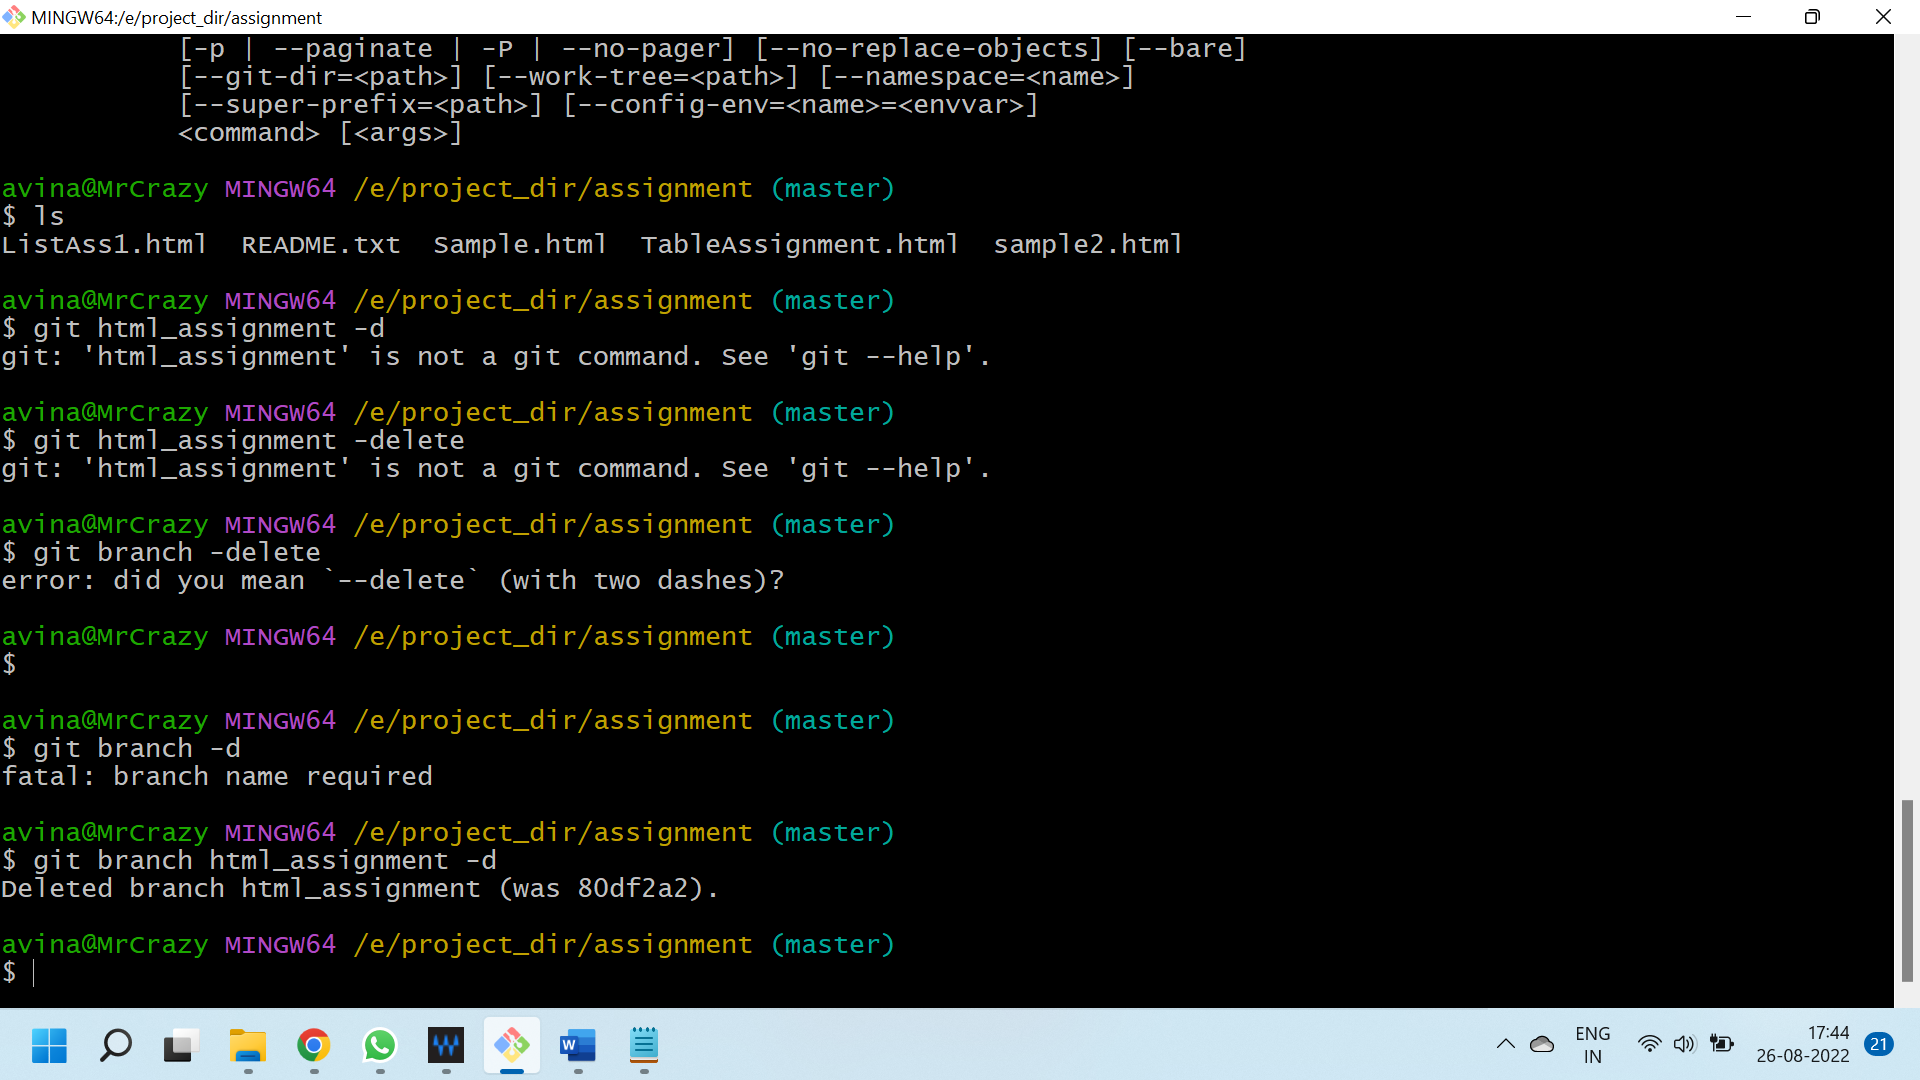 MINGW64:/e/project_dir/assignment
[-p | --paginate | -P | --no-pager] [--no-replace-objects] [--bare]
[--git-dir=<path>] [--work-tree=<path>] [--namespace=<name>]
[--super-prefix=<path>] [--config-env=<name>=<envvar>]
<command> [<args>]
avina@MrCrazy MINGW64 /e/project_dir/assignment (master)
$ ls
ListAss1.html  README.txt  Sample.html  TableAssignment.html  sample2.html
avina@MrCrazy MINGW64 /e/project_dir/assignment (master)
$ git html_assignment -d
git: 'html_assignment' is not a git command. See 'git --help'.
avina@MrCrazy MINGW64 /e/project_dir/assignment (master)
$ git html_assignment -delete
git: 'html_assignment' is not a git command. See 'git --help'.
avina@MrCrazy MINGW64 /e/project_dir/assignment (master)
$ git branch -delete
error: did you mean `--delete` (with two dashes)?
avina@MrCrazy MINGW64 /e/project_dir/assignment (master)
$
avina@MrCrazy MINGW64 /e/project_dir/assignment (master)
$ git branch -d
fatal: branch name required
avina@MrCrazy MINGW64 /e/project_dir/assignment (master)
$ git branch html_assignment -d
Deleted branch html_assignment (was 80df2a2).
avina@MrCrazy MINGW64 /e/project_dir/assignment (master)
$
W
ENG
IN
17:44
26-08-2022
21